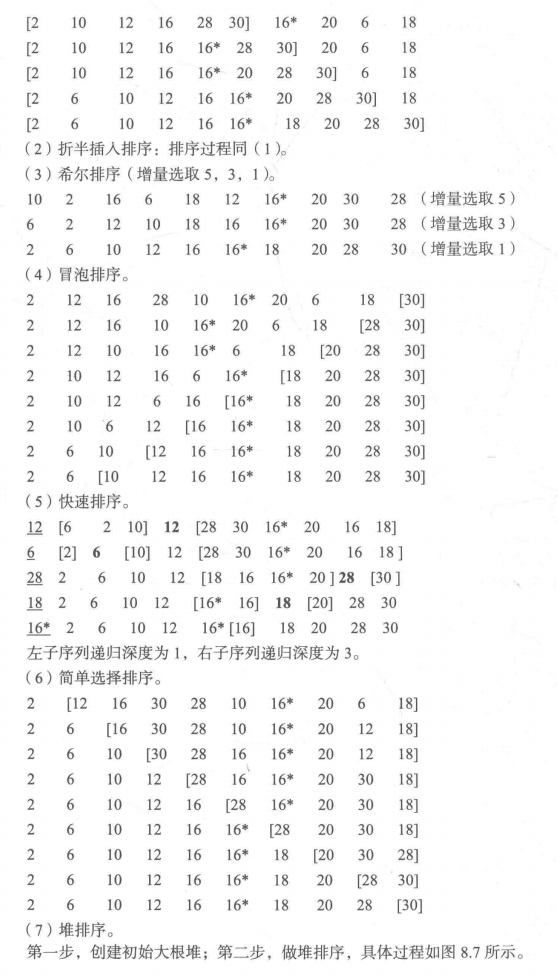 [2 10 12 16 28 30] 16* 20 6 18
[2 10 12 16 16* 28 30] 20 6 18
[2 10 12 16 16* 20 28 30] 6 18
[2 6 10 12 16 16* 20 28 30] 18
[2 6 10 12 16 16* 18 20 28 30]
（2）折半插入排序：排序过程同（1）。
（3）希尔排序（增量选取 5，3，1）。
10 2 16 6 18 12 16* 20 30 28（增量选取 5）
6 2 12 10 18 16 16* 20 30 28（增量选取 3）
2 6 10 12 16 16* 18 20 28 30（增量选取 1）
（4）冒泡排序。
2 12 16 28 10 16* 20 6 18 [30]
2 12 16 10 16* 20 6 18 [28 30]
2 12 10 16 16* 6 18 [20 28 30]
2 10 12 16 6 16* [18 20 28 30]
2 10 12 6 16 [16* 18 20 28 30]
2 10 6 12 [16 16* 18 20 28 30]
2 6 10 [12 16 16* 18 20 28 30]
2 6 [10 12 16 16* 18 20 28 30]
（5）快速排序。
12 [6 2 10] 12 [28 30 16* 20 16 18]
6 [2] 6 [10] 12 [28 30 16* 20 16 18]
28 2 6 10 12 [18 16 16* 20] 28 [30]
18 2 6 10 12 [16* 16] 18 [20] 28 30
16* 2 6 10 12 16* [16] 18 20 28 30
左子序列递归深度为 1，右子序列递归深度为 3。
（6）简单选择排序。
2 [12 16 30 28 10 16* 20 6 18]
2 6 [16 30 28 10 16* 20 12 18]
2 6 10 [30 28 16 16* 20 12 18]
2 6 10 12 [28 16 16* 20 30 18]
2 6 10 12 16 [28 16* 20 30 18]
2 6 10 12 16 16* [28 20 30 18]
2 6 10 12 16 16* 18 [20 30 28]
2 6 10 12 16 16* 18 20 [28 30]
2 6 10 12 16 16* 18 20 28 [30]
（7）堆排序。
第一步，创建初始大根堆；第二步，做堆排序，具体过程如图 8.7 所示。